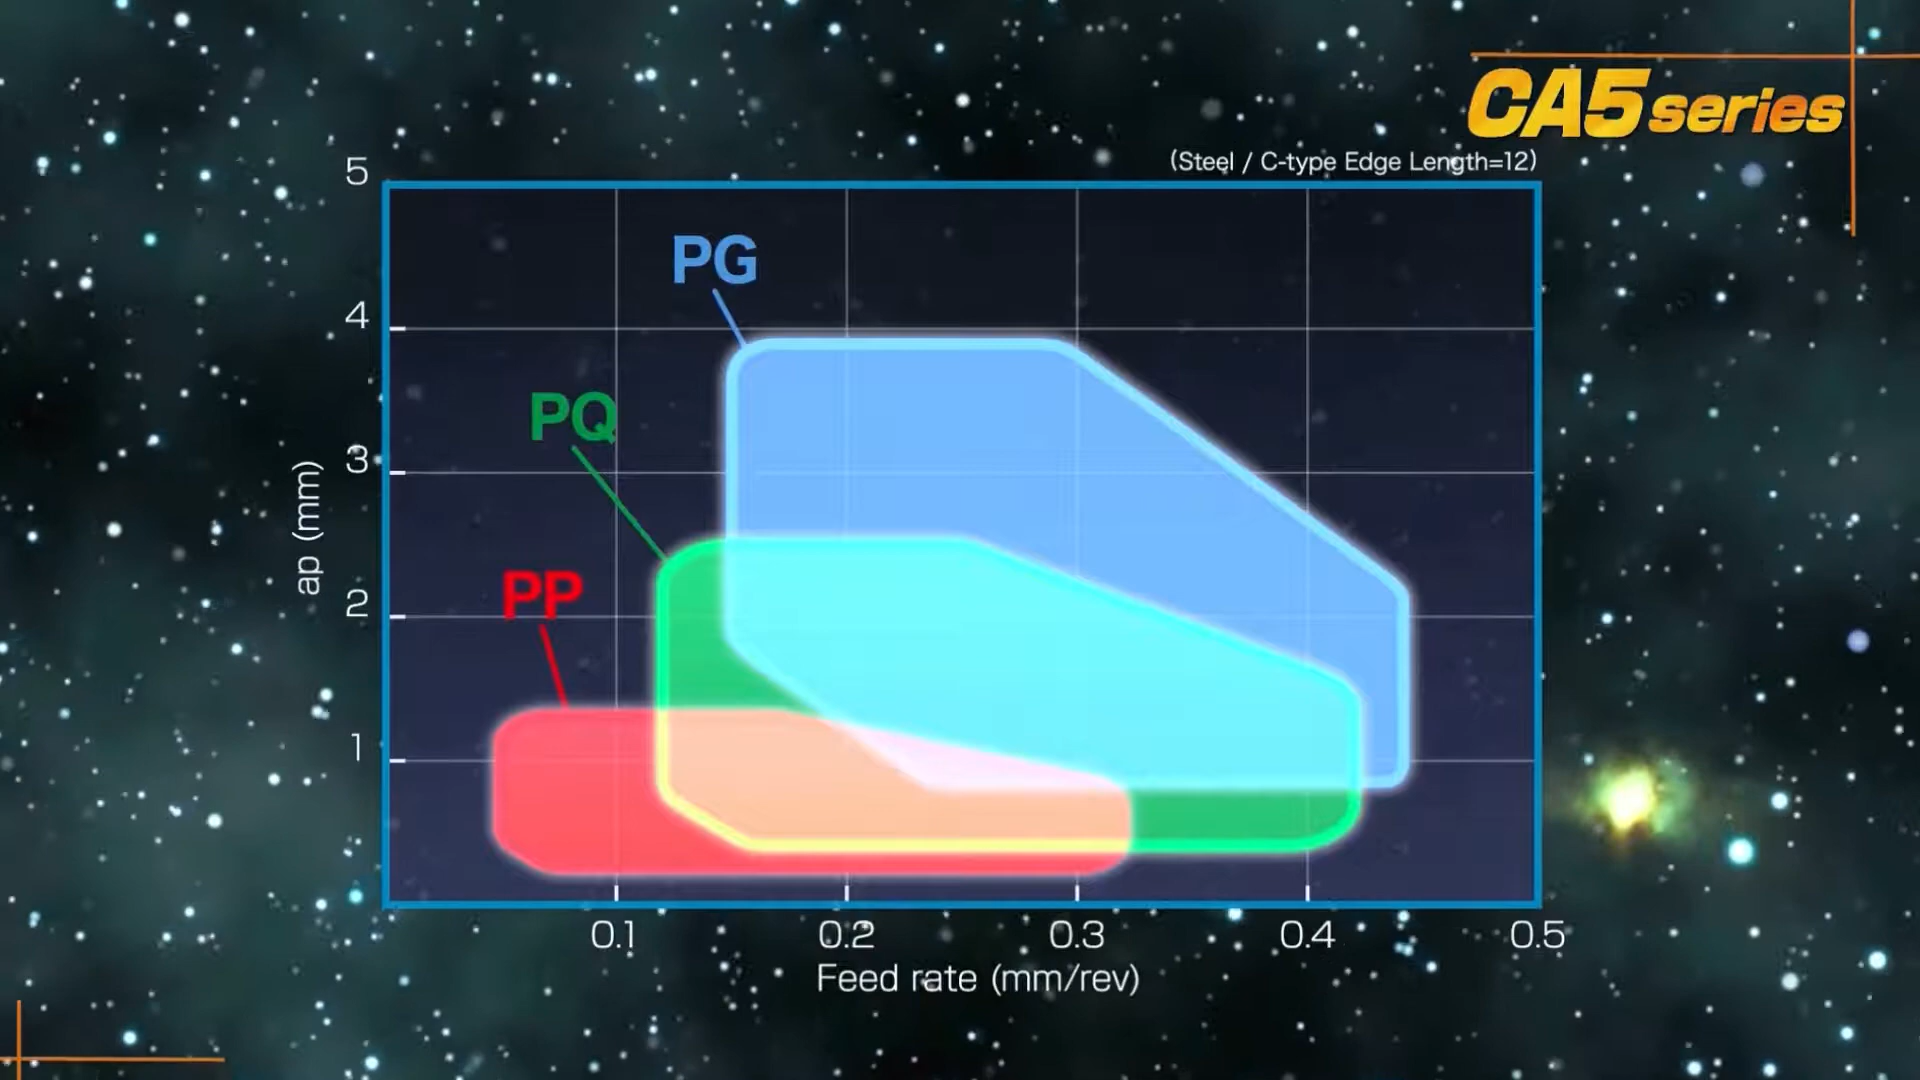 CA5 series
(Steel / C-type Edge Length=12)
5
PG
4
PQ
3
ap (mm)
PP
2
1
0.1 0.2 0.3 0.4 0.5
Feed rate (mm/rev)